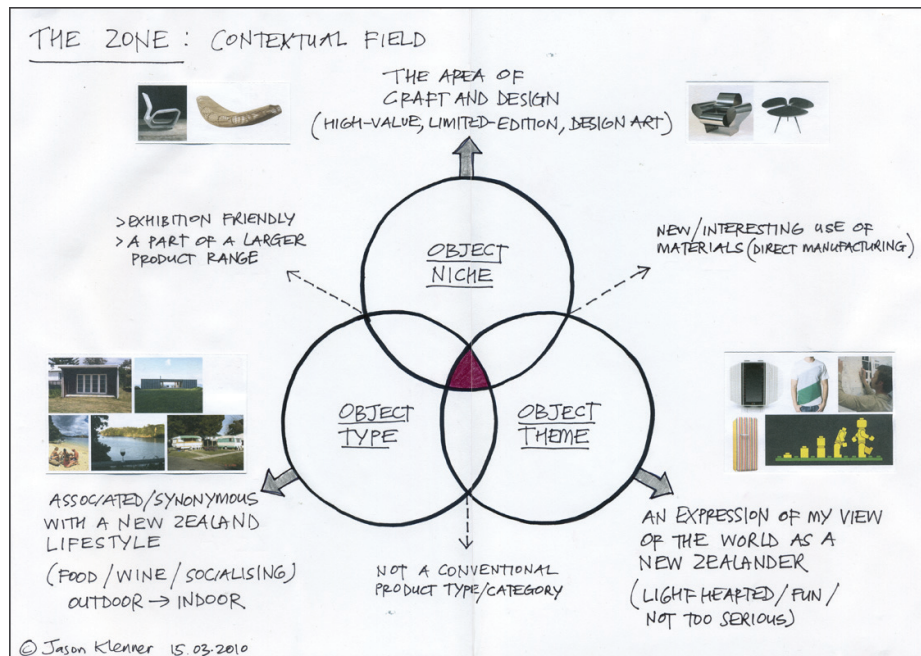 THE ZONE: CONTEXTUAL FIELD
THE AREA OF
CRAFT AND DESIGN
(HIGH-VALUE, LIMITED-EDITION, DESIGN ART)
>EXHIBITION FRIENDLY
>A PART OF A LARGER
PRODUCT RANGE
NEW/INTERESTING USE OF
MATERIALS (DIRECT MANUFACTURING)
OBJECT
NICHE
OBJECT
TYPE
OBJECT
THEME
ASSOCIATED/SYNONYMOUS
WITH A NEW ZEALAND
LIFESTYLE
(FOOD/WINE/SOCIALISING)
OUTDOOR → INDOOR
NOT A CONVENTIONAL
PRODUCT TYPE/CATEGORY
AN EXPRESSION OF MY VIEW
OF THE WORLD AS A
NEW ZEALANDER
(LIGHT HEARTED/FUN/
NOT TOO SERIOUS)
© Jason Klenner 15.03.2010